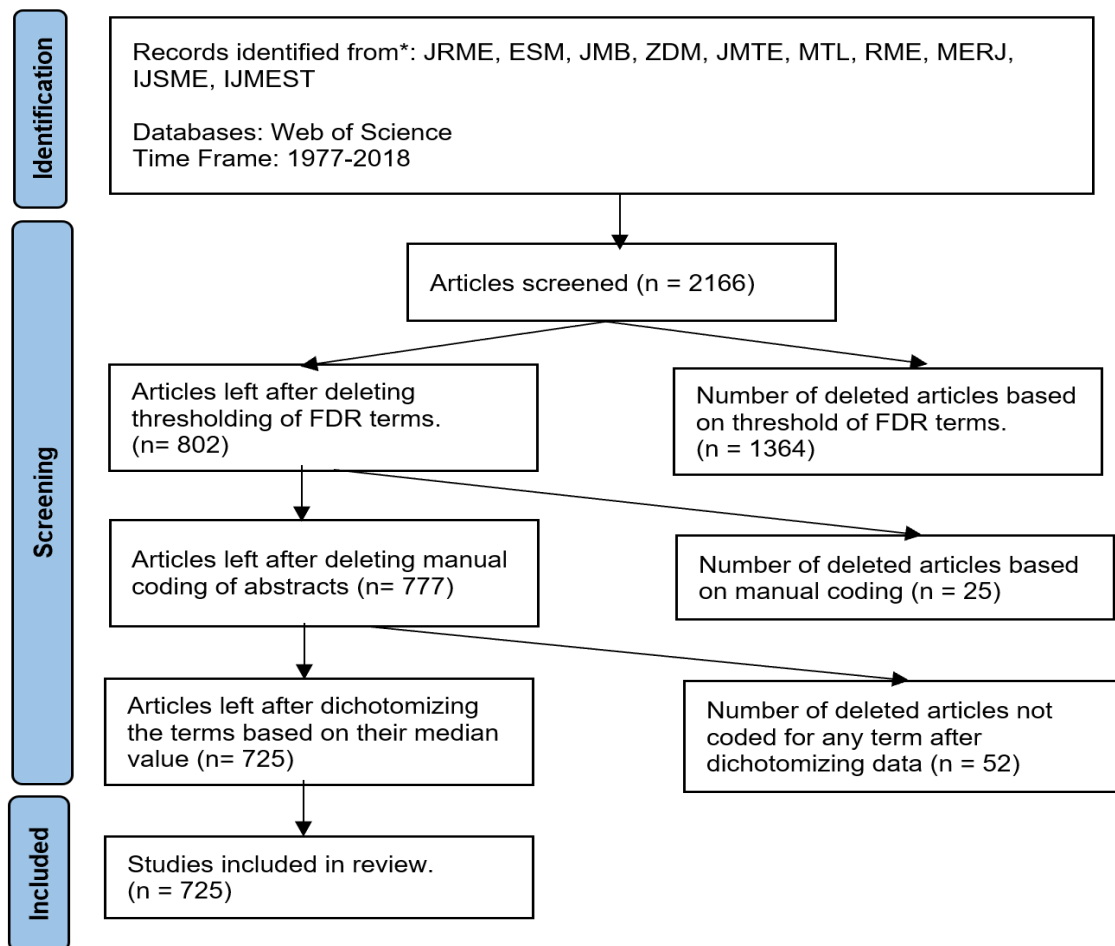 Identification
Records identified from*: JRME, ESM, JMB, ZDM, JMTE, MTL, RME, MERJ,
IJSME, IJMEST
Databases: Web of Science
Time Frame: 1977-2018
Screening
Articles screened (n = 2166)
Articles left after deleting
thresholding of FDR terms.
(n= 802)
Number of deleted articles based
on threshold of FDR terms.
(n = 1364)
Articles left after deleting manual
coding of abstracts (n= 777)
Number of deleted articles based
on manual coding (n = 25)
Articles left after dichotomizing
the terms based on their median
value (n= 725)
Number of deleted articles not
coded for any term after
dichotomizing data (n = 52)
Included
Studies included in review.
(n = 725)